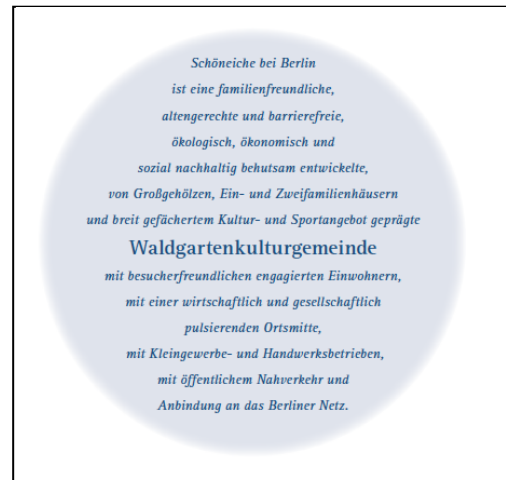 Schöneiche bei Berlin
ist eine familienfreundliche,
altengerechte und barrierefreie,
ökologisch, ökonomisch und
sozial nachhaltig behutsam entwickelte,
von Großgehölzen, Ein- und Zweifamilienhäusern
und breit gefächertem Kultur- und Sportangebot geprägte
Waldgartenkulturgemeinde
mit besucherfreundlichen engagierten Einwohnern,
mit einer wirtschaftlich und gesellschaftlich
pulsierenden Ortsmitte,
mit Kleingewerbe- und Handwerksbetrieben,
mit öffentlichem Nahverkehr und
Anbindung an das Berliner Netz.